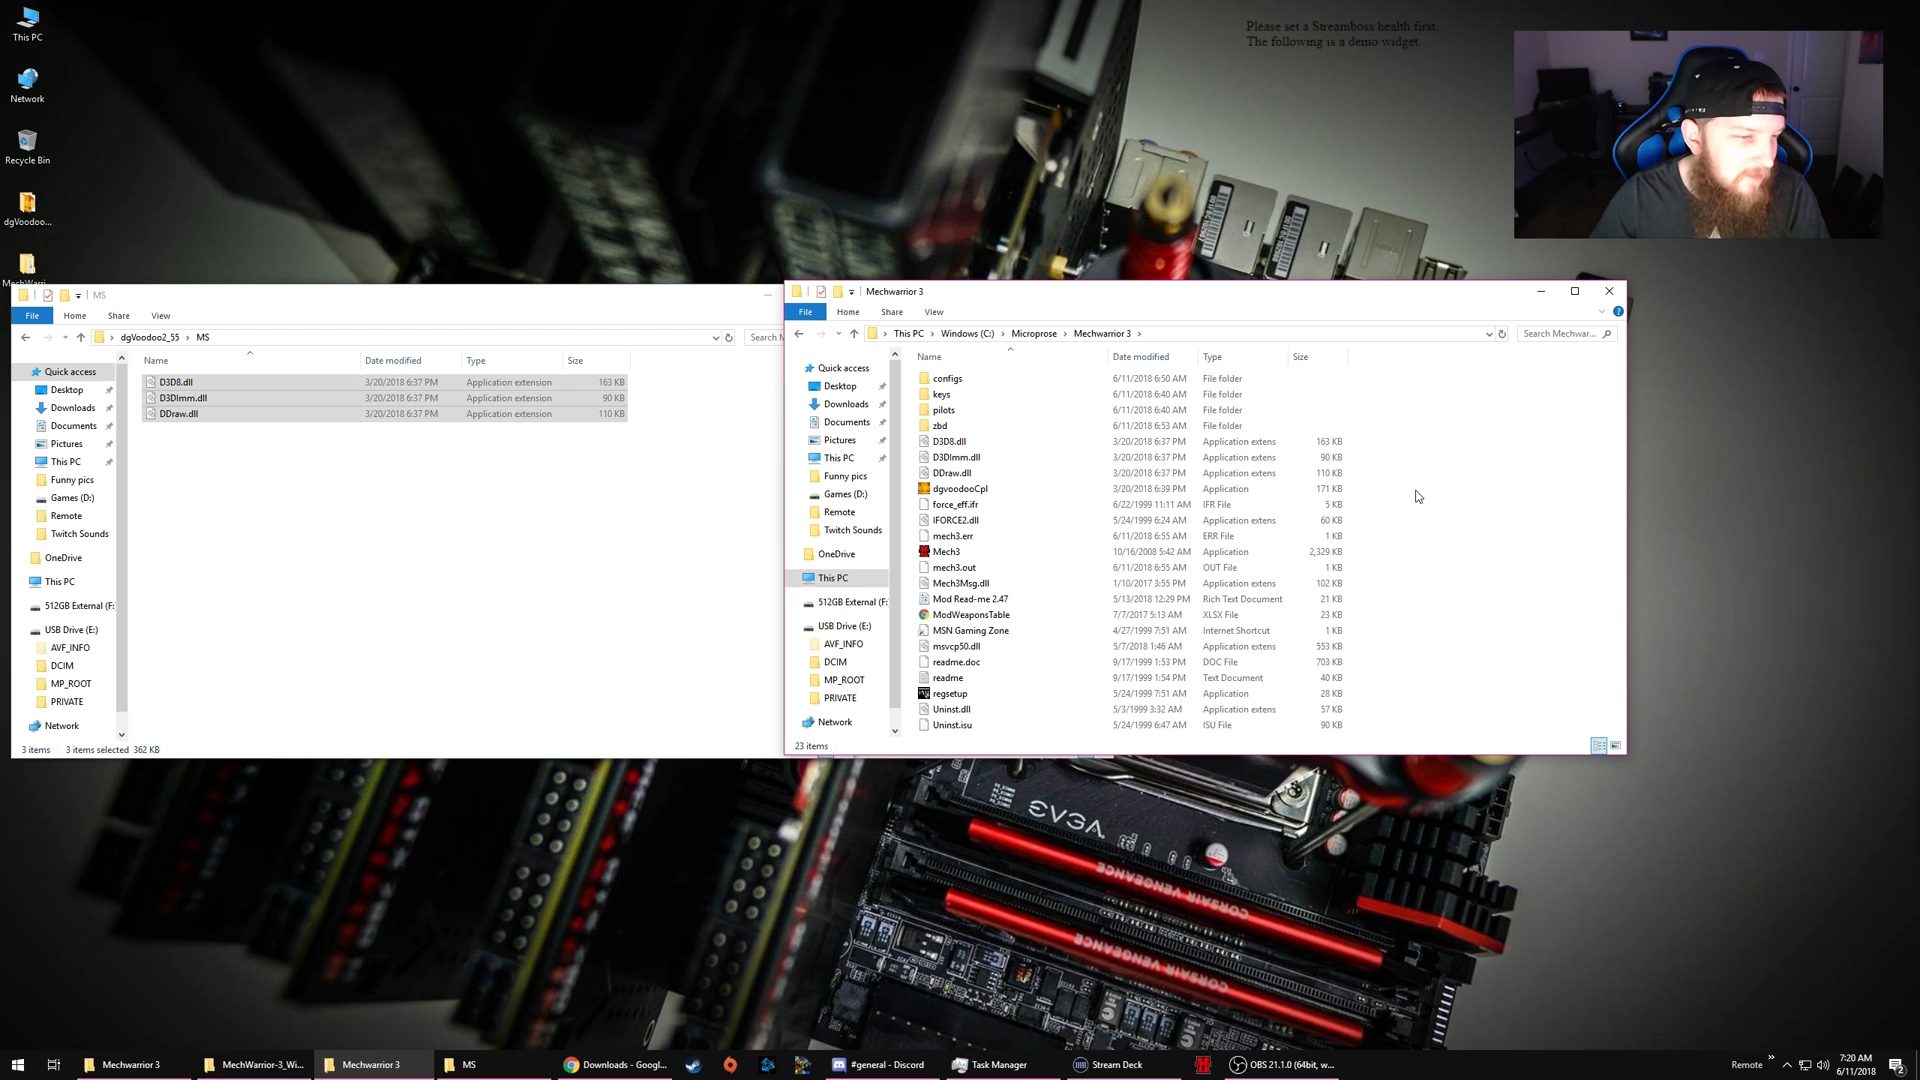 This PC
Network
Recycle Bin
dgVoodoo...
MechWarri...
Please set a Streamboss health first.
The following is a demo widget.
MS
File Home Share View
dgVoodoo2_55 > MS
Search M
Name Date modified Type Size
Quick access
Desktop
Downloads
Documents
Pictures
This PC
Funny pics
Games (D:)
Remote
Twitch Sounds
OneDrive
This PC
512GB External (F:
USB Drive (E:)
AVF_INFO
DCIM
MP_ROOT
PRIVATE
Network
D3D8.dll 3/20/2018 6:37 PM Application extension 163 KB
D3DImm.dll 3/20/2018 6:37 PM Application extension 90 KB
DDraw.dll 3/20/2018 6:37 PM Application extension 110 KB
3 items 3 items selected 362 KB
Mechwarrior 3
File Home Share View
This PC > Windows (C:) > Microprose > Mechwarrior 3 >
Search Mechwar...
Name Date modified Type Size
Quick access
Desktop
Downloads
Documents
Pictures
This PC
Funny pics
Games (D:)
Remote
Twitch Sounds
OneDrive
This PC
512GB External (F:
USB Drive (E:)
AVF_INFO
DCIM
MP_ROOT
PRIVATE
Network
configs 6/11/2018 6:50 AM File folder
keys 6/11/2018 6:40 AM File folder
pilots 6/11/2018 6:40 AM File folder
zbd 6/11/2018 6:53 AM File folder
D3D8.dll 3/20/2018 6:37 PM Application extens 163 KB
D3DImm.dll 3/20/2018 6:37 PM Application extens 90 KB
DDraw.dll 3/20/2018 6:37 PM Application extens 110 KB
dgvoodooCpl 3/20/2018 6:39 PM Application 171 KB
force_eff.ifr 6/22/1999 11:11 AM IFR File 5 KB
IFORCE2.dll 5/24/1999 6:24 AM Application extens 60 KB
mech3.err 6/11/2018 6:55 AM ERR File 1 KB
Mech3 10/16/2008 5:42 AM Application 2,329 KB
mech3.out 6/11/2018 6:55 AM OUT File 1 KB
Mech3Msg.dll 1/10/2017 3:55 PM Application extens 102 KB
Mod Read-me 2.47 5/13/2018 12:29 PM Rich Text Document 21 KB
ModWeaponsTable 7/7/2017 5:13 AM XLSX File 23 KB
MSN Gaming Zone 4/27/1999 7:51 AM Internet Shortcut 1 KB
msvcp50.dll 5/7/2018 1:46 AM Application extens 553 KB
readme.doc 9/17/1999 1:53 PM DOC File 703 KB
readme 9/17/1999 1:54 PM Text Document 40 KB
regsetup 5/24/1999 7:51 AM Application 28 KB
Uninst.dll 5/3/1999 3:32 AM Application extens 57 KB
Uninst.isu 5/24/1999 6:47 AM ISU File 90 KB
23 items
EVGA
CORSAIR VENGEANCE
CORSAIR VENGEANCE
Mechwarrior 3
MechWarrior-3_Wi...
Mechwarrior 3
MS
Downloads - Googl...
#general - Discord
Task Manager
Stream Deck
OBS 21.1.0 (64bit, w...
Remote
7:20 AM
6/11/2018
2